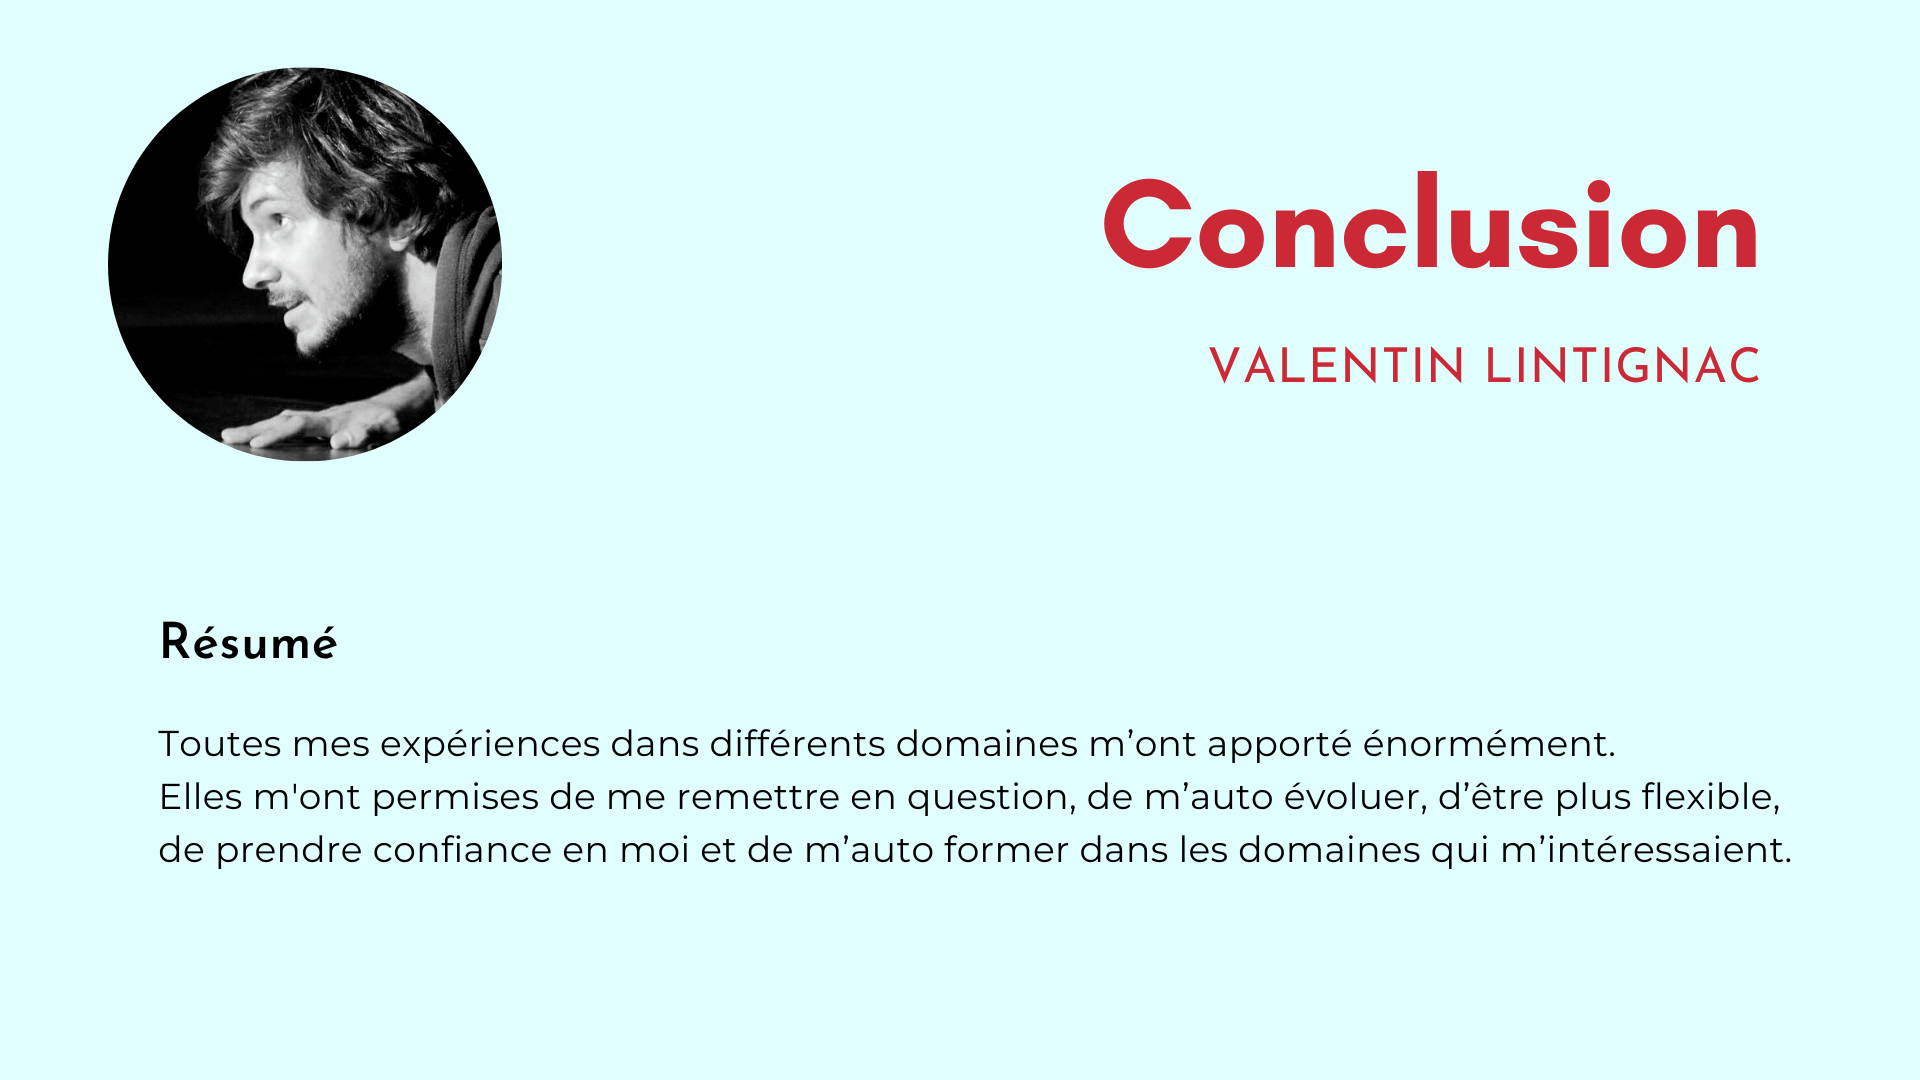 Conclusion
VALENTIN LINTIGNAC
Résumé
Toutes mes expériences dans différents domaines m’ont apporté énormément.
Elles m'ont permises de me remettre en question, de m’auto évoluer, d’être plus flexible,
de prendre confiance en moi et de m’auto former dans les domaines qui m’intéressaient.